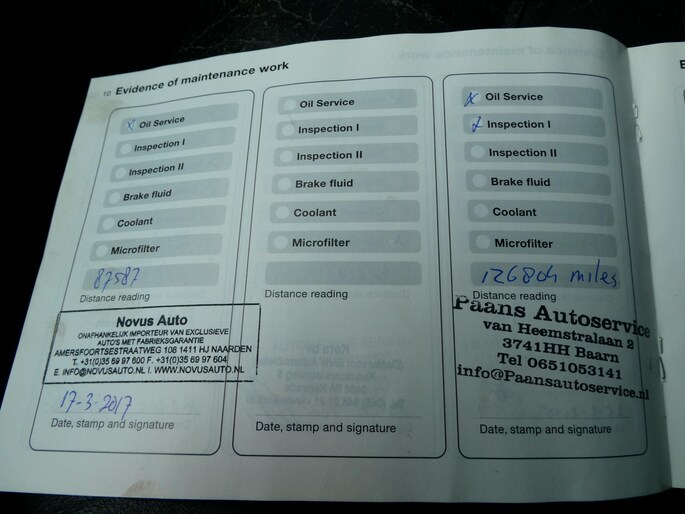 10 Evidence of maintenance work
x Oil Service
Inspection I
Inspection II
Brake fluid
Coolant
Microfilter
87587
Distance reading
Novus Auto
ONAFHANKELIJK IMPORTEUR VAN EXCLUSIEVE
AUTO'S MET FABRIEKSGARANTIE
AMERSFOORTSESTRAATWEG 106 1411 HJ NAARDEN
T. +31(0)35 69 97 600 F. +31(0)35 69 97 604
E. INFO@NOVUSAUTO.NL I. WWW.NOVUSAUTO.NL
17-3-2017
Date, stamp and signature
Oil Service
Inspection I
Inspection II
Brake fluid
Coolant
Microfilter
Distance reading
Date, stamp and signature
x Oil Service
x Inspection I
Inspection II
Brake fluid
Coolant
Microfilter
126804 miles
Distance reading
Paans Autoservice
van Heemstralaan 2
3741HH Baarn
Tel 0651053141
info@Paansautoservice.nl
Date, stamp and signature